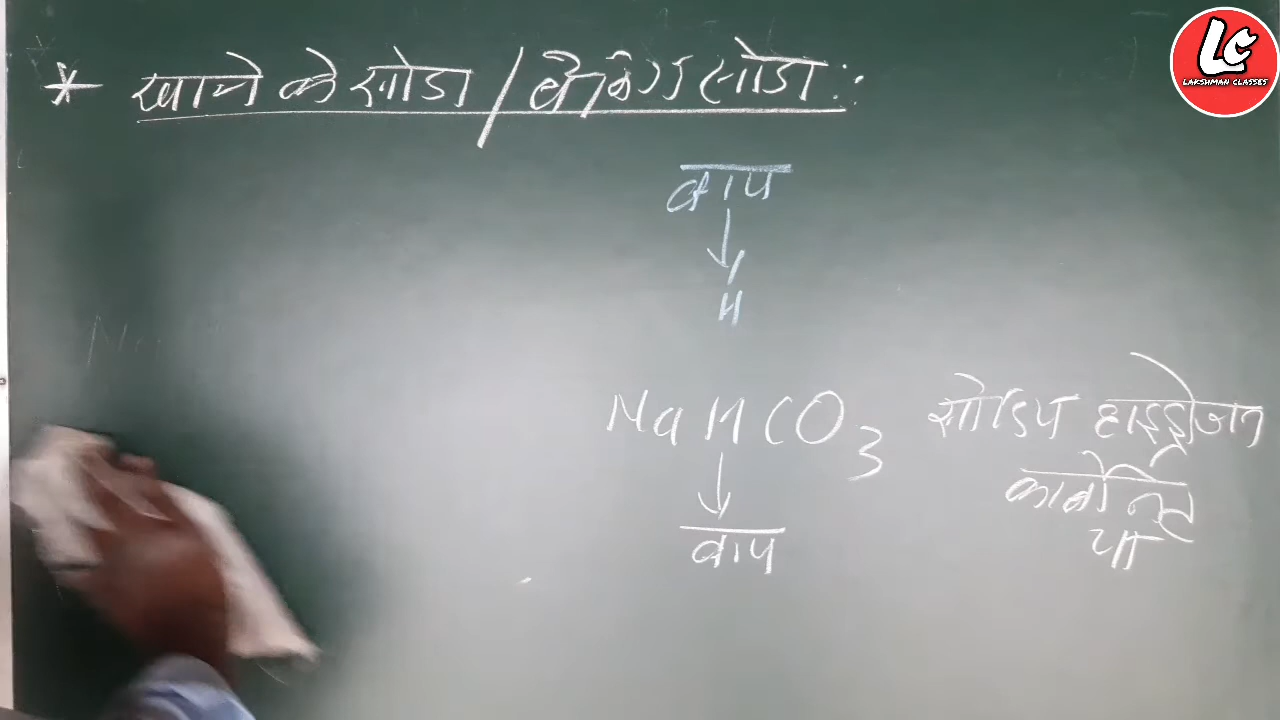 * खाने के सोडा / बेकिंग सोडा :
बाप
H
NaHCO3 सोडियम हाइड्रोजन
कार्बोनेट
या
बाप
LC
LAKSHMAN CLASSES